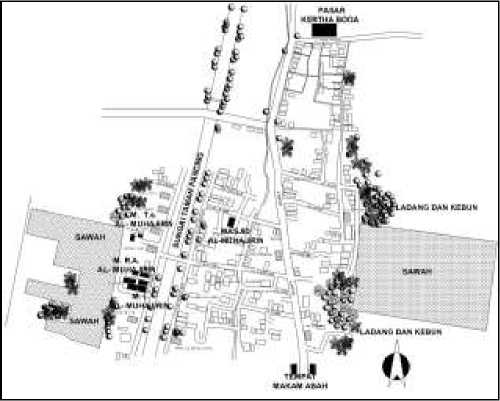 PASAR
KERTHA BOGA
LADANG DAN KEBUN
M. T.s
AL-MUHAJIRIN
SUNGAI TAMAN PANCING
MASJID
AL-MUHAJIRIN
SAWAH
M. R.A.
AL-MUHAJIRIN
SAWAH
AL-MUHAJIRIN
SAWAH
LADANG DAN KEBUN
TEMPAT
MAKAM ABAH